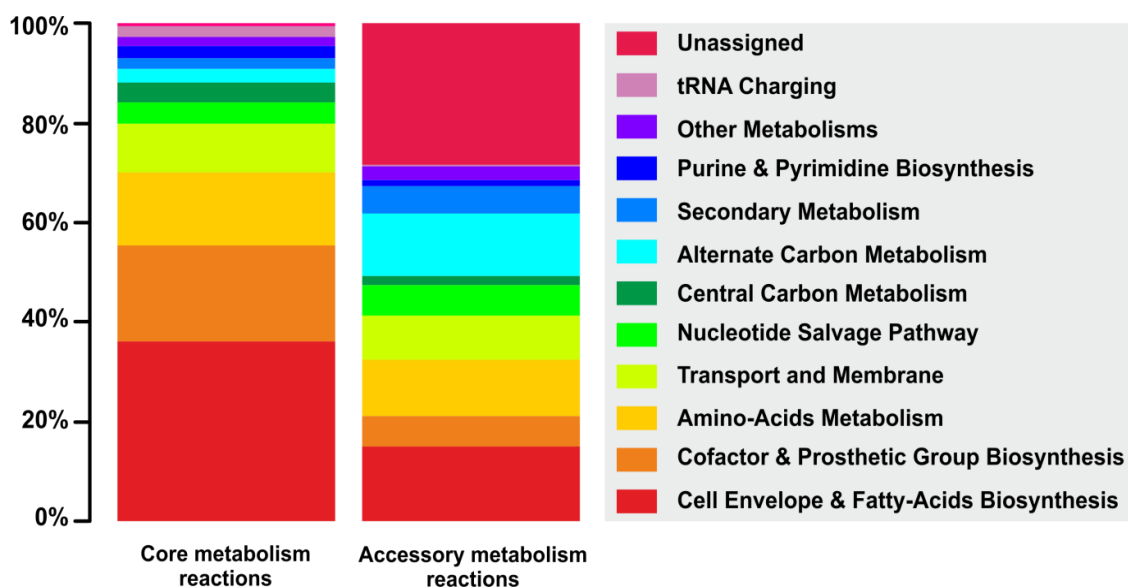 100%
80%
60%
40%
20%
0%
Core metabolism
reactions
Accessory metabolism
reactions
Unassigned
tRNA Charging
Other Metabolisms
Purine & Pyrimidine Biosynthesis
Secondary Metabolism
Alternate Carbon Metabolism
Central Carbon Metabolism
Nucleotide Salvage Pathway
Transport and Membrane
Amino-Acids Metabolism
Cofactor & Prosthetic Group Biosynthesis
Cell Envelope & Fatty-Acids Biosynthesis